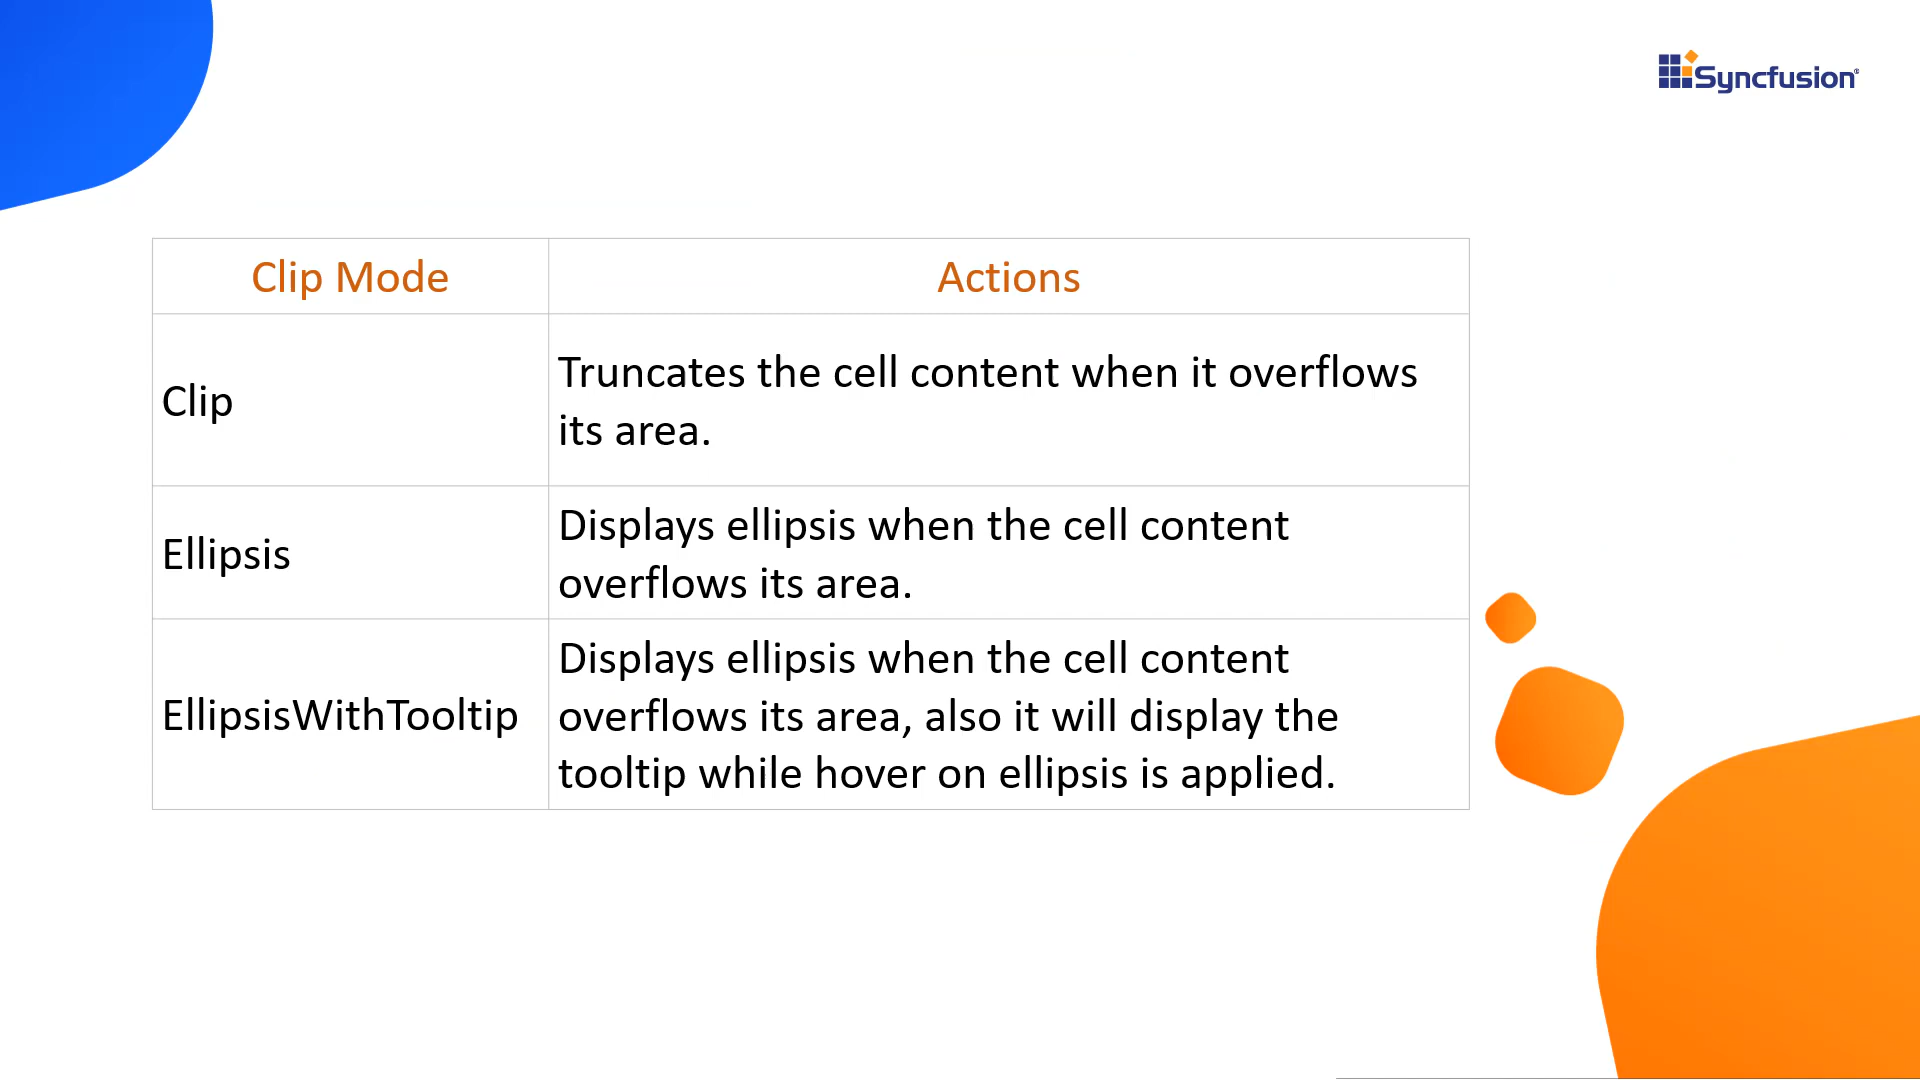 Syncfusion®
Clip Mode
Actions
Clip
Truncates the cell content when it overflows
its area.
Ellipsis
Displays ellipsis when the cell content
overflows its area.
EllipsisWithTooltip
Displays ellipsis when the cell content
overflows its area, also it will display the
tooltip while hover on ellipsis is applied.